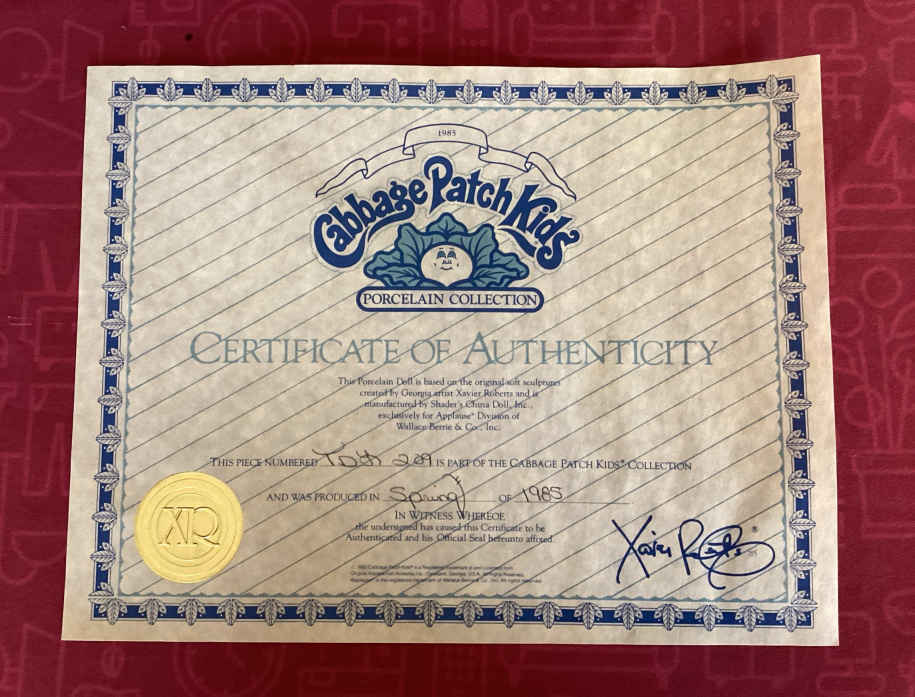 1985
Cabbage Patch Kids
PORCELAIN COLLECTION
CERTIFICATE OF AUTHENTICITY
This Porcelain Doll is based on the original soft sculptures
created by Georgia artist Xavier Roberts and is
manufactured by Shader's China Doll, Inc.,
exclusively for Applause® Division of
Wallace Berrie & Co., Inc.
THIS PIECE NUMBERED 209 IS PART OF THE CABBAGE PATCH KIDS® COLLECTION
AND WAS PRODUCED IN Spring OF 1985
IN WITNESS WHEREOF,
the undersigned has caused this Certificate to be
Authenticated and his Official Seal hereunto affixed.
XR
Xavier Roberts ®